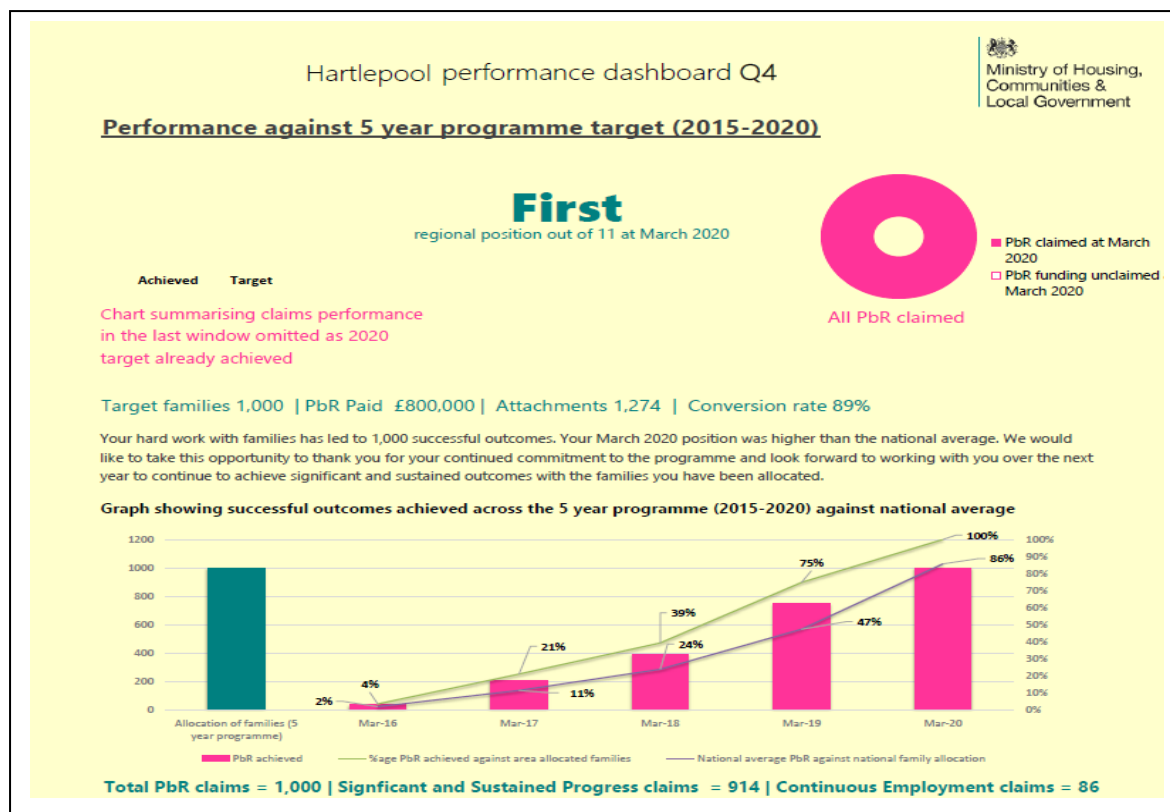 Hartlepool performance dashboard Q4
Ministry of Housing,
Communities &
Local Government
Performance against 5 year programme target (2015-2020)
First
regional position out of 11 at March 2020
PbR claimed at March
2020
PbR funding unclaimed
March 2020
All PbR claimed
Achieved Target
Chart summarising claims performance
in the last window omitted as 2020
target already achieved
Target families 1,000 | PbR Paid £800,000 | Attachments 1,274 | Conversion rate 89%
Your hard work with families has led to 1,000 successful outcomes. Your March 2020 position was higher than the national average. We would
like to take this opportunity to thank you for your continued commitment to the programme and look forward to working with you over the next
year to continue to achieve significant and sustained outcomes with the families you have been allocated.
Graph showing successful outcomes achieved across the 5 year programme (2015-2020) against national average
1200
1000
800
600
400
200
0
2%
4%
21%
11%
39%
24%
75%
47%
100%
86%
100%
90%
80%
70%
60%
50%
40%
30%
20%
10%
0%
Allocation of families (5
year programme)
Mar-16
Mar-17
Mar-18
Mar-19
Mar-20
PbR achieved
%age PbR achieved against area allocated families
National average PbR against national family allocation
Total PbR claims = 1,000 | Signficant and Sustained Progress claims = 914 | Continuous Employment claims = 86